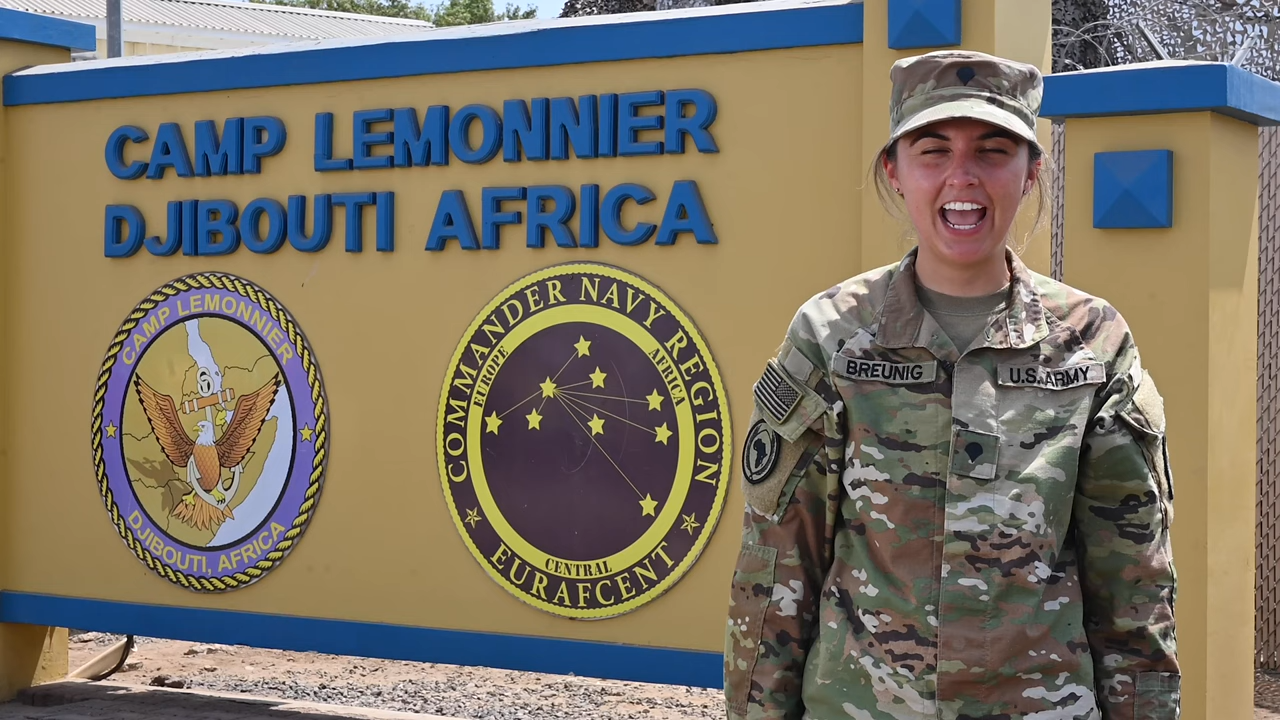 CAMP LEMONNIER
DJIBOUTI AFRICA
CAMP LEMONNIER
DJIBOUTI, AFRICA
COMMANDER NAVY REGION
EUROPE
AFRICA
CENTRAL
EURAFCENT
BREUNIG
U.S. ARMY